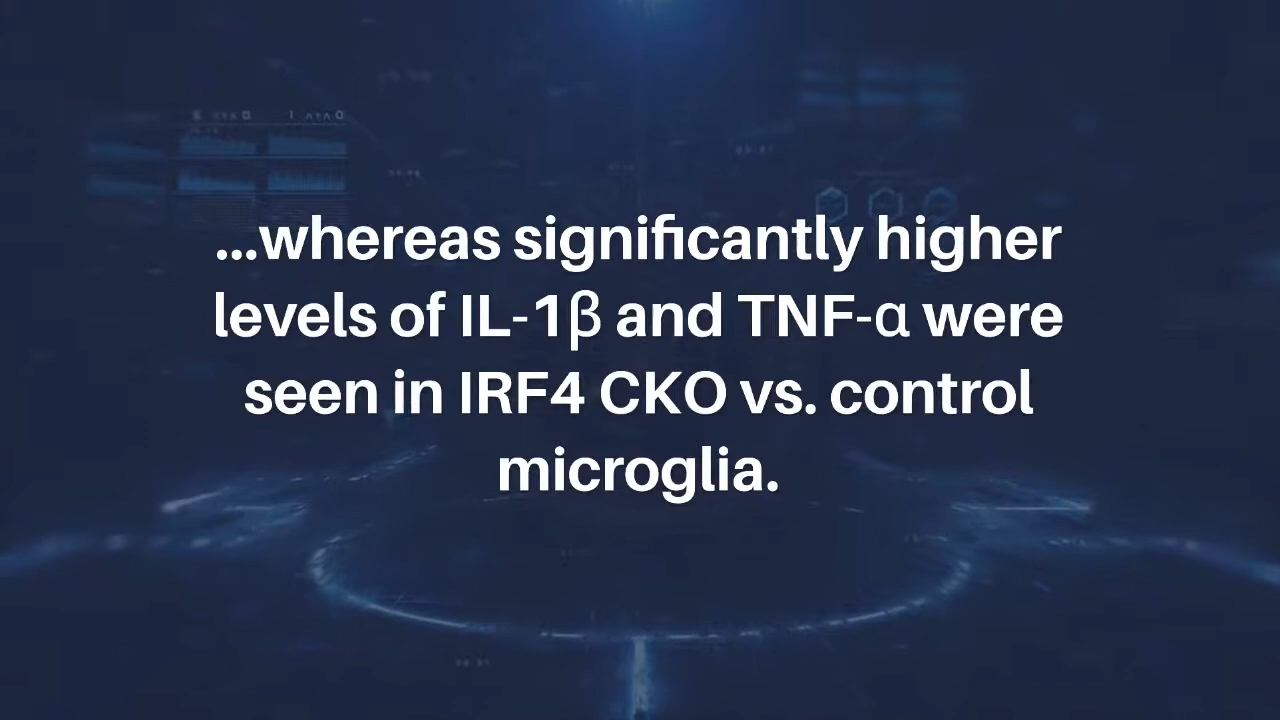 ...whereas significantly higher
levels of IL-1β and TNF-α were
seen in IRF4 CKO vs. control
microglia.